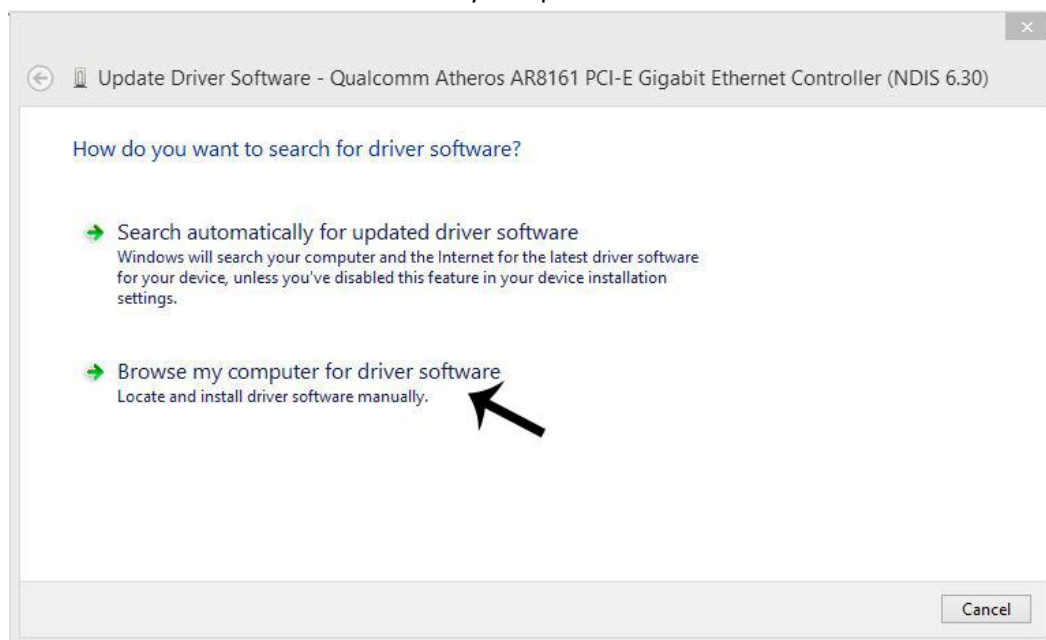 Update Driver Software - Qualcomm Atheros AR8161 PCI-E Gigabit Ethernet Controller (NDIS 6.30)
How do you want to search for driver software?
Search automatically for updated driver software
Windows will search your computer and the Internet for the latest driver software
for your device, unless you've disabled this feature in your device installation
settings.
Browse my computer for driver software
Locate and install driver software manually.
Cancel